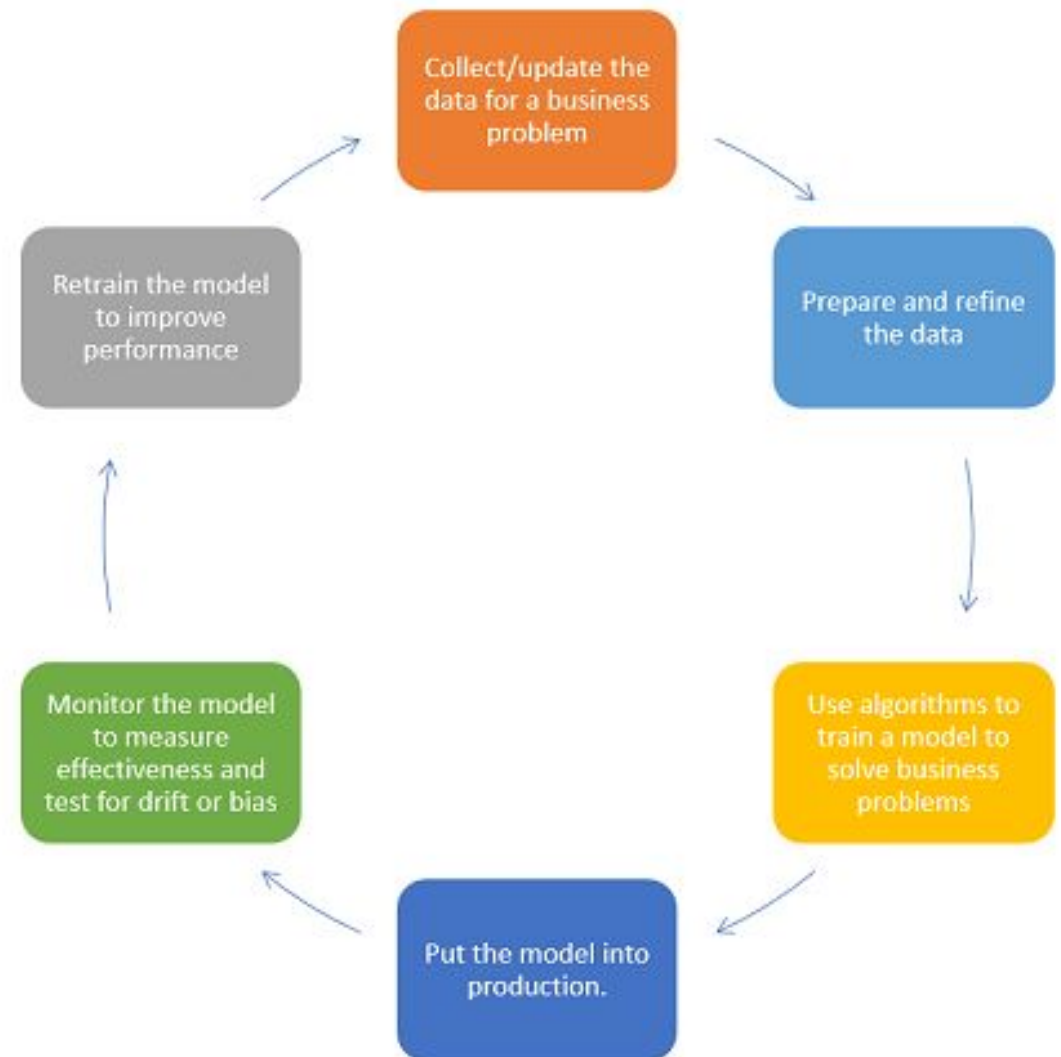 Collect/update the
data for a business
problem
Prepare and refine
the data
Use algorithms to
train a model to
solve business
problems
Put the model into
production.
Monitor the model
to measure
effectiveness and
test for drift or bias
Retrain the model
to improve
performance